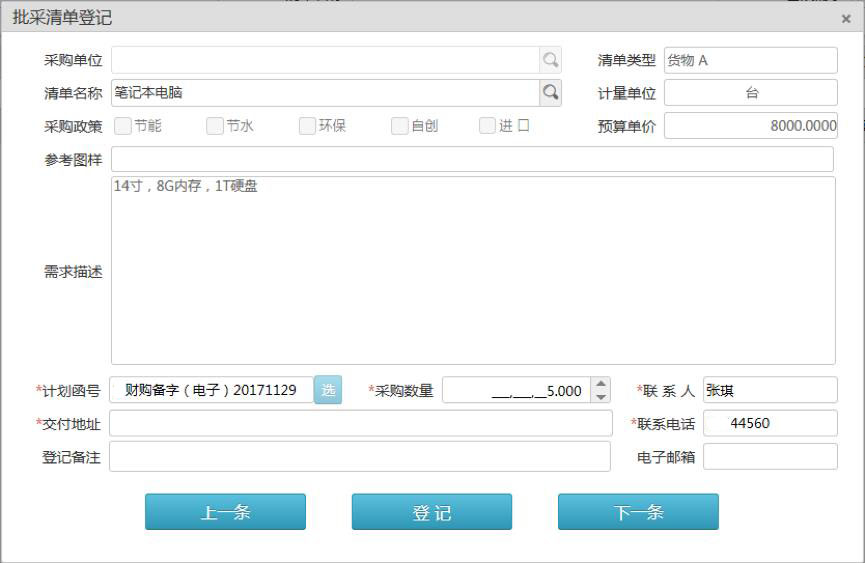 批采清单登记 ×
采购单位 清单类型 货物 A
清单名称 笔记本电脑 计量单位 台
采购政策 节能 节水 环保 自创 进 口 预算单价 8000.0000
参考图样
14寸，8G内存，1T硬盘
需求描述
*计划函号 财购备字（电子）20171129 选 *采购数量 ___,___,__5.000 *联 系 人 张琪
*交付地址 *联系电话 44560
登记备注 电子邮箱
上一条 登 记 下一条